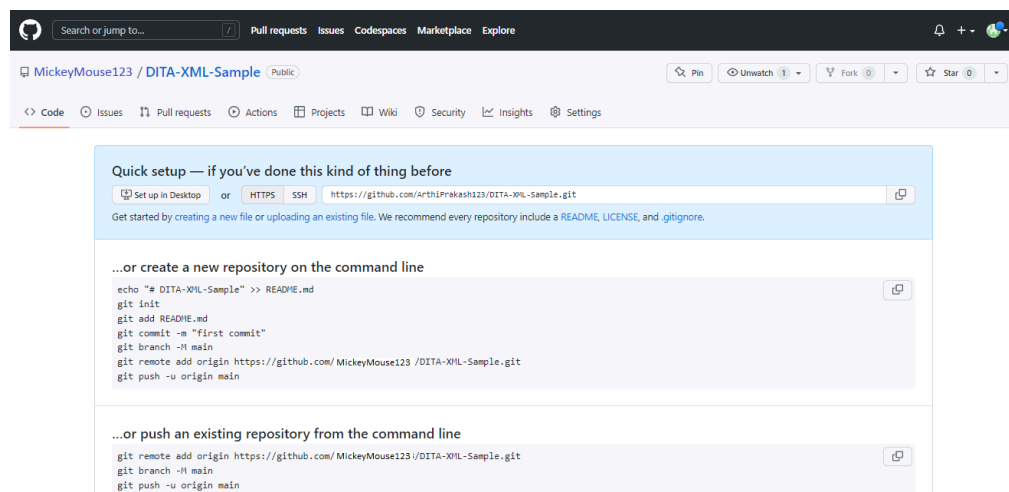 Search or jump to... / Pull requests Issues Codespaces Marketplace Explore
MickeyMouse123 / DITA-XML-Sample Public Pin Unwatch 1 Fork 0 Star 0
Code Issues Pull requests Actions Projects Wiki Security Insights Settings
Quick setup — if you've done this kind of thing before
Set up in Desktop or HTTPS SSH https://github.com/ArthiPrakash123/DITA-XML-Sample.git
Get started by creating a new file or uploading an existing file. We recommend every repository include a README, LICENSE, and .gitignore.
...or create a new repository on the command line
echo "# DITA-XML-Sample" >> README.md
git init
git add README.md
git commit -m "first commit"
git branch -M main
git remote add origin https://github.com/ MickeyMouse123 /DITA-XML-Sample.git
git push -u origin main
...or push an existing repository from the command line
git remote add origin https://github.com/ MickeyMouse123 /DITA-XML-Sample.git
git branch -M main
git push -u origin main